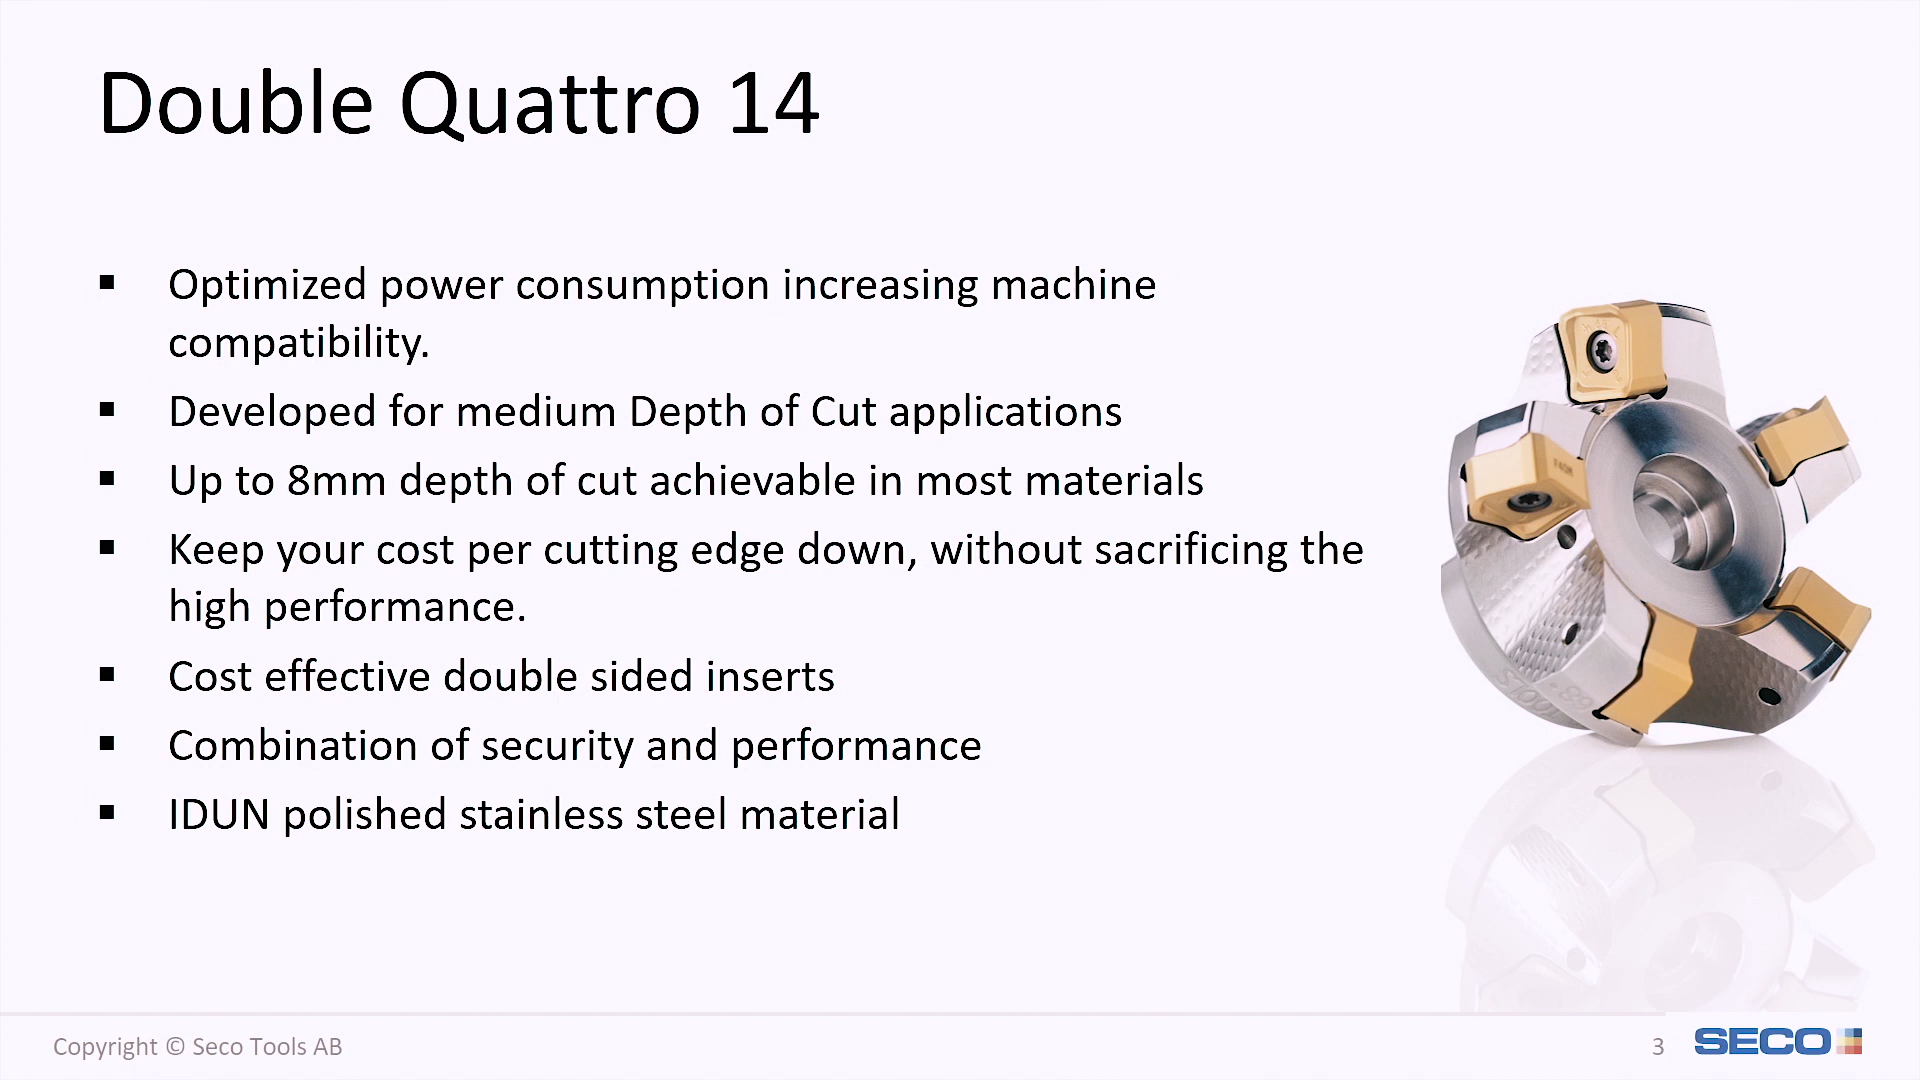 Double Quattro 14
▪ Optimized power consumption increasing machine
compatibility.
▪ Developed for medium Depth of Cut applications
▪ Up to 8mm depth of cut achievable in most materials
▪ Keep your cost per cutting edge down, without sacrificing the
high performance.
▪ Cost effective double sided inserts
▪ Combination of security and performance
▪ IDUN polished stainless steel material
Copyright © Seco Tools AB
3
SECO